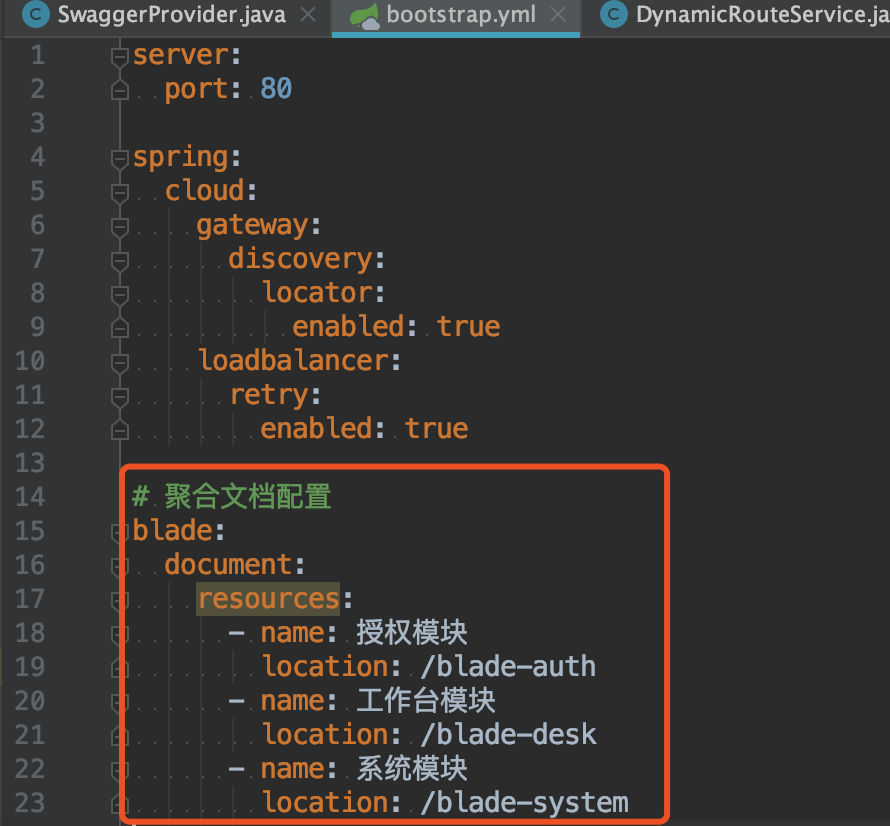 SwaggerProvider.java
bootstrap.yml
DynamicRouteService.ja
1 server:
2   port: 80
3
4 spring:
5   cloud:
6     gateway:
7       discovery:
8         locator:
9           enabled: true
10     loadbalancer:
11       retry:
12         enabled: true
13
14 # 聚合文档配置
15 blade:
16   document:
17     resources:
18       - name: 授权模块
19         location: /blade-auth
20       - name: 工作台模块
21         location: /blade-desk
22       - name: 系统模块
23         location: /blade-system